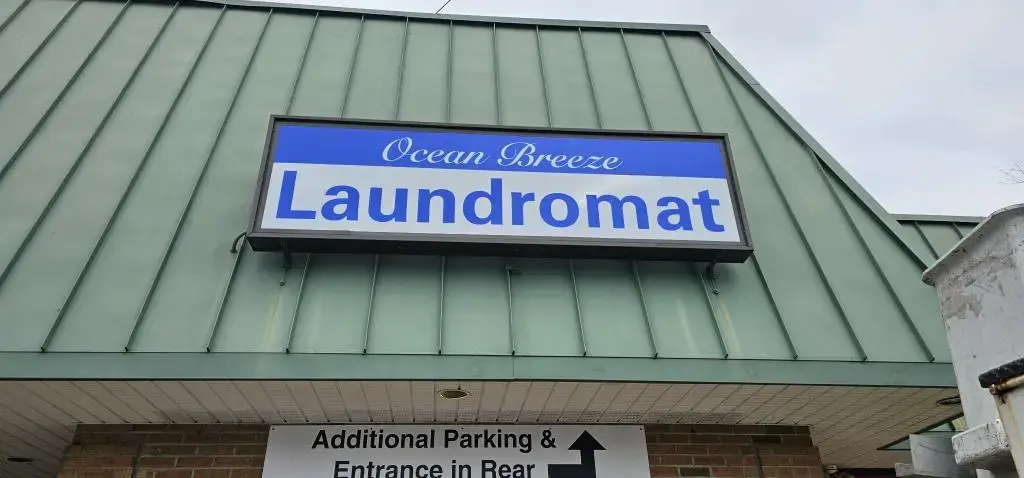 Ocean Breeze
Laundromat
Additional Parking &
Entrance in Rear